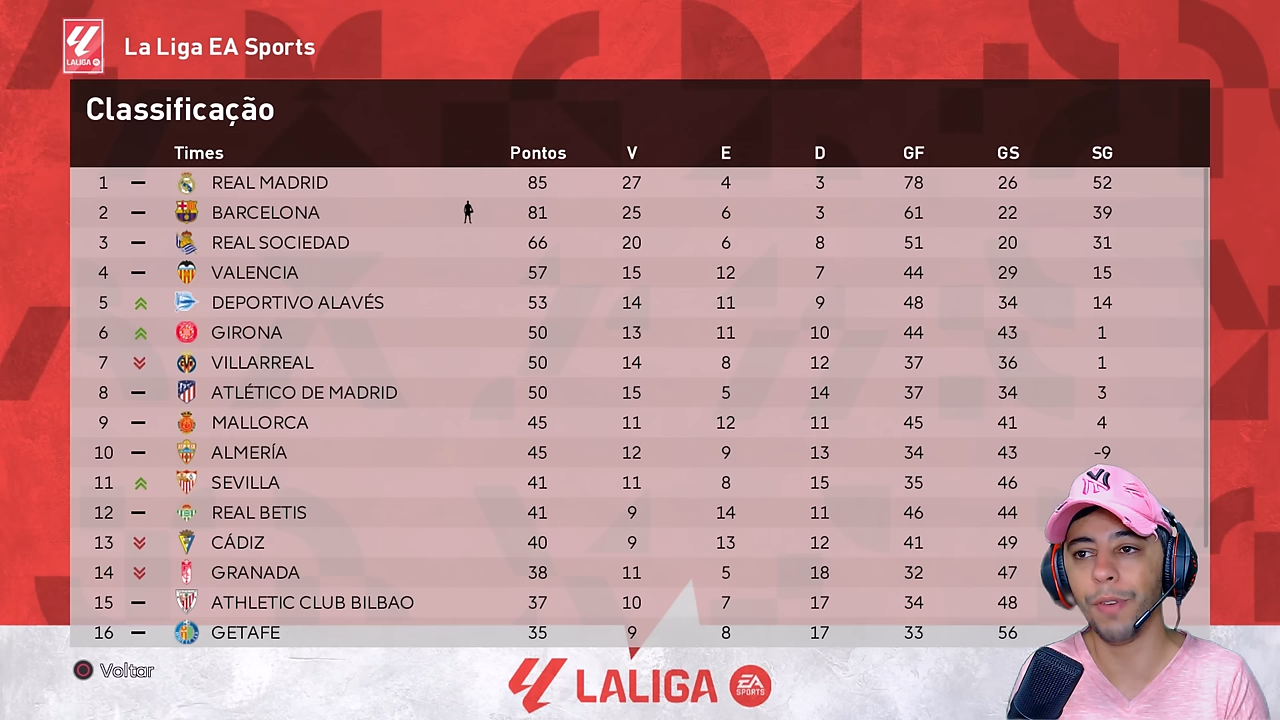 LALIGA
La Liga EA Sports
Classificação
Times Pontos V E D GF GS SG
1 REAL MADRID 85 27 4 3 78 26 52
2 BARCELONA 81 25 6 3 61 22 39
3 REAL SOCIEDAD 66 20 6 8 51 20 31
4 VALENCIA 57 15 12 7 44 29 15
5 DEPORTIVO ALAVÉS 53 14 11 9 48 34 14
6 GIRONA 50 13 11 10 44 43 1
7 VILLARREAL 50 14 8 12 37 36 1
8 ATLÉTICO DE MADRID 50 15 5 14 37 34 3
9 MALLORCA 45 11 12 11 45 41 4
10 ALMERÍA 45 12 9 13 34 43 -9
11 SEVILLA 41 11 8 15 35 46
12 REAL BETIS 41 9 14 11 46 44
13 CÁDIZ 40 9 13 12 41 49
14 GRANADA 38 11 5 18 32 47
15 ATHLETIC CLUB BILBAO 37 10 7 17 34 48
16 GETAFE 35 9 8 17 33 56
Voltar
LALIGA EA SPORTS